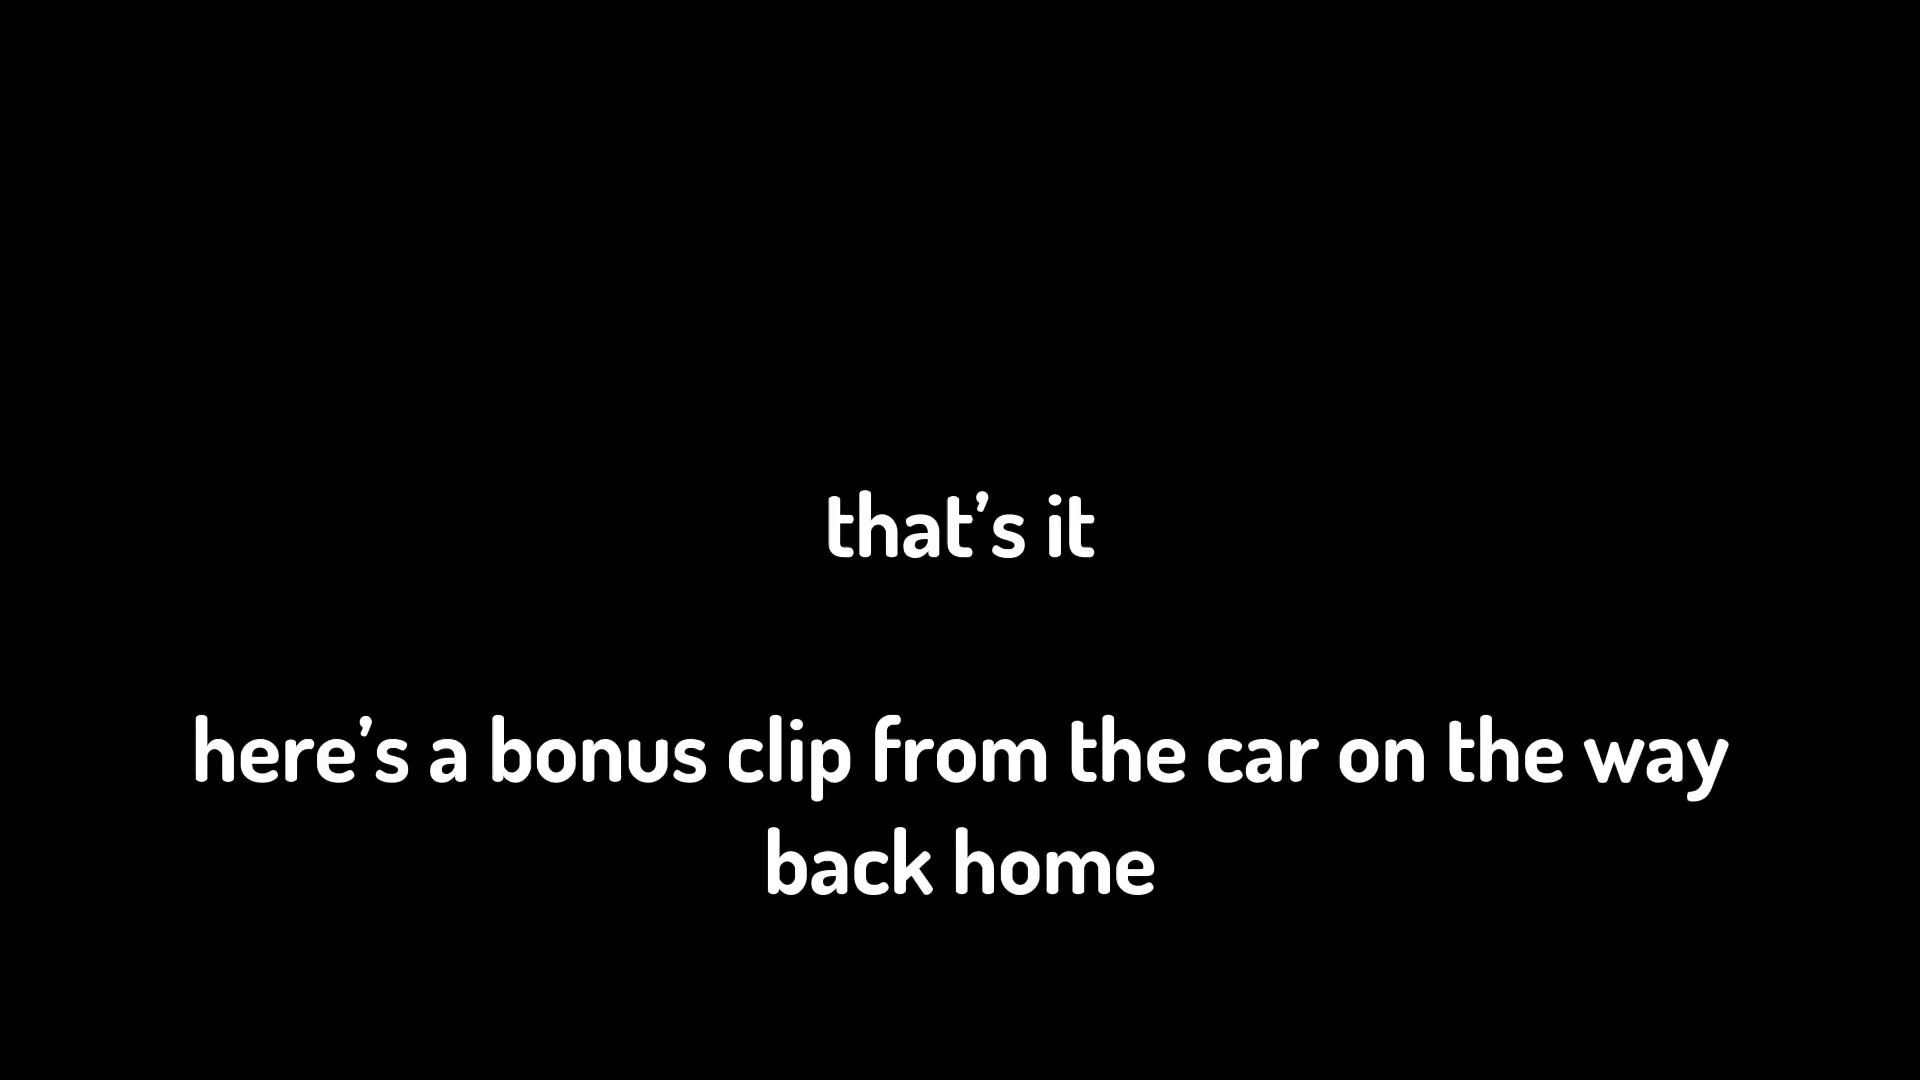 that’s it
here’s a bonus clip from the car on the way
back home